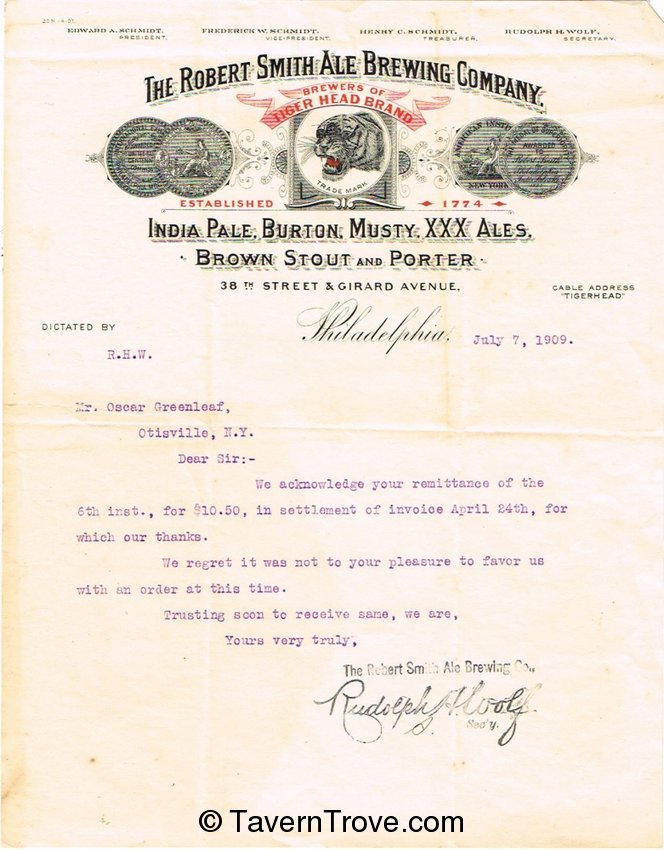 20M-4-07.
EDWARD A. SCHMIDT, FREDERICK W. SCHMIDT, HENRY C. SCHMIDT, RUDOLPH H. WOLF,
PRESIDENT. VICE-PRESIDENT. TREASURER. SECRETARY.
THE ROBERT SMITH ALE BREWING COMPANY,
BREWERS OF
TIGER HEAD BRAND
TRADE MARK
NEW YORK
ESTABLISHED 1774
INDIA PALE, BURTON, MUSTY, XXX ALES.
BROWN STOUT AND PORTER
38TH STREET & GIRARD AVENUE.
CABLE ADDRESS
"TIGERHEAD"
DICTATED BY
R.H.W.
Philadelphia, July 7, 1909.
Mr. Oscar Greenleaf,
Otisville, N.Y.
Dear Sir:-
We acknowledge your remittance of the
6th inst., for $10.50, in settlement of invoice April 24th, for
which our thanks.
We regret it was not to your pleasure to favor us
with an order at this time.
Trusting soon to receive same, we are,
Yours very truly,
The Robert Smith Ale Brewing Co.,
Rudolph H Wolf.
Sec'y.
© TavernTrove.com